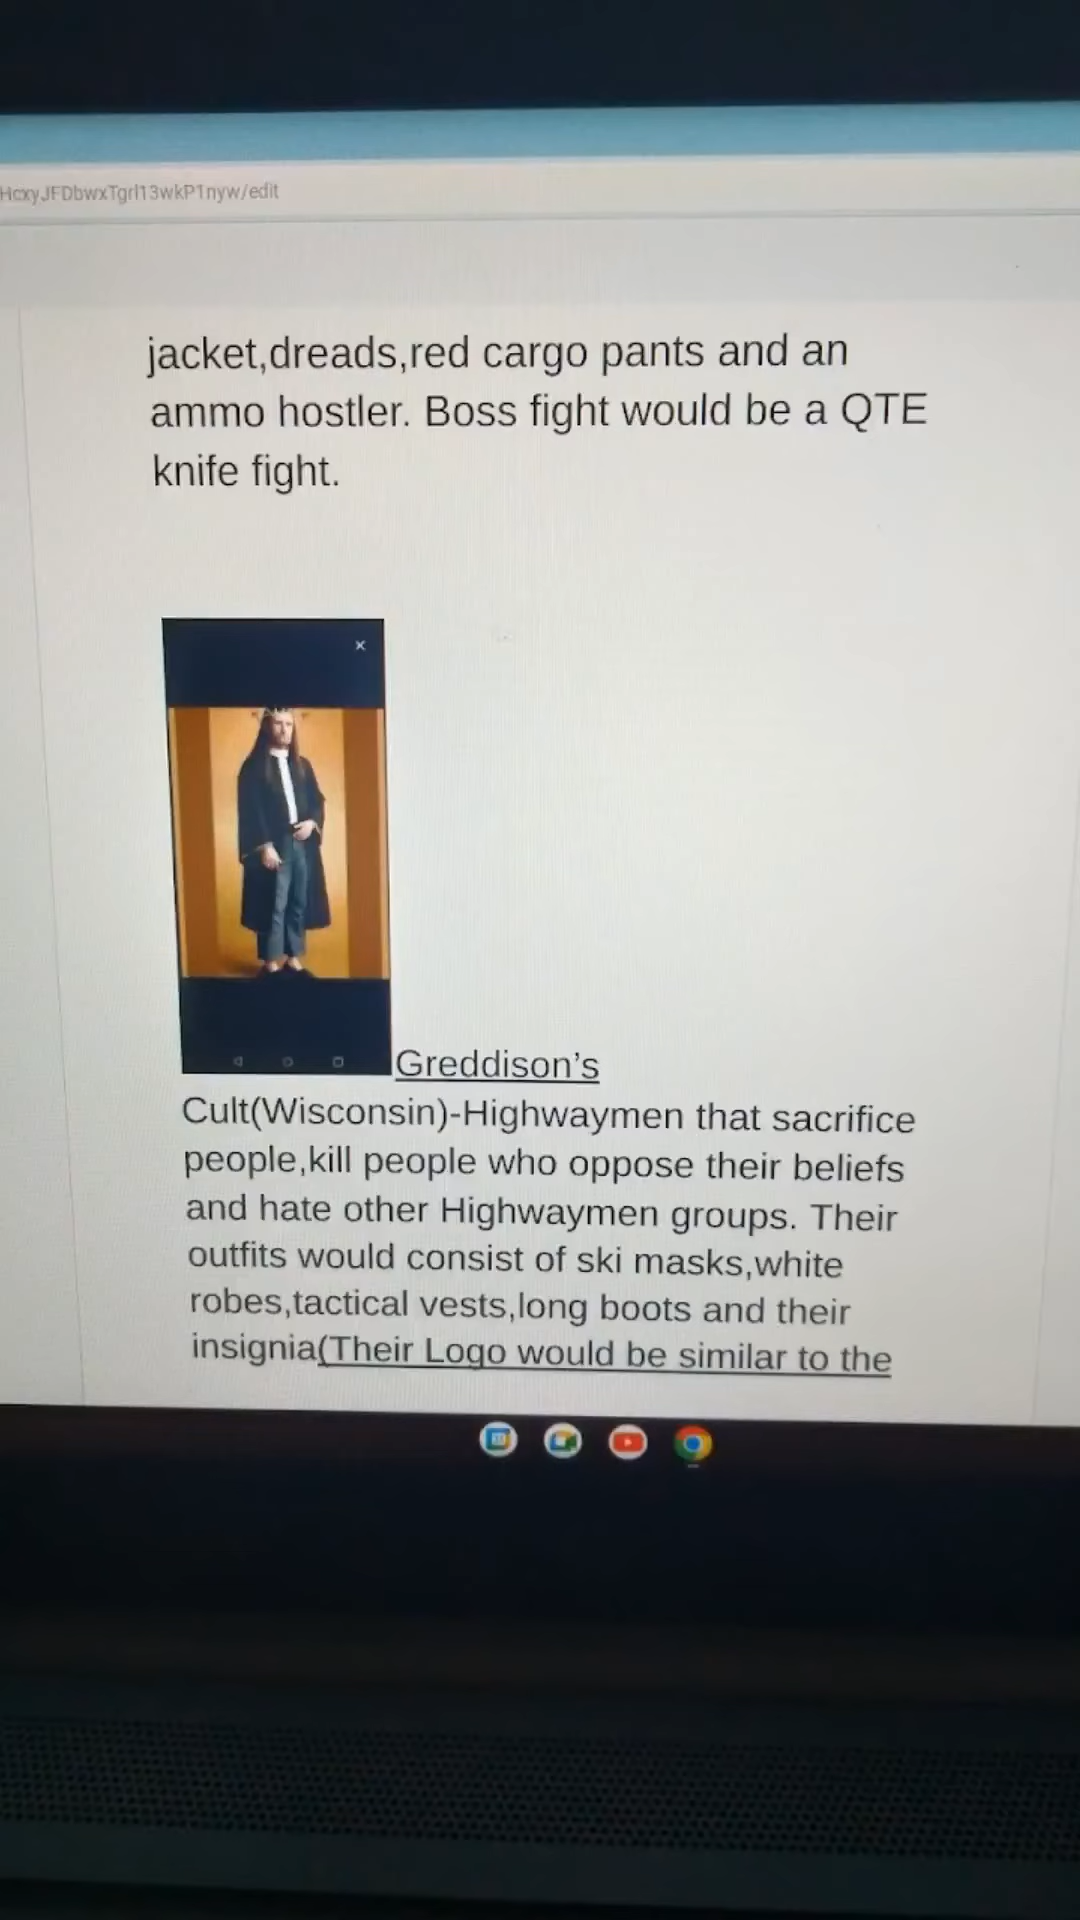 HcxyJFDbwxTgrl13wkP1nyw/edit
jacket,dreads,red cargo pants and an
ammo hostler. Boss fight would be a QTE
knife fight.
Greddison’s
Cult(Wisconsin)-Highwaymen that sacrifice
people,kill people who oppose their beliefs
and hate other Highwaymen groups. Their
outfits would consist of ski masks,white
robes,tactical vests,long boots and their
insignia(Their Logo would be similar to the